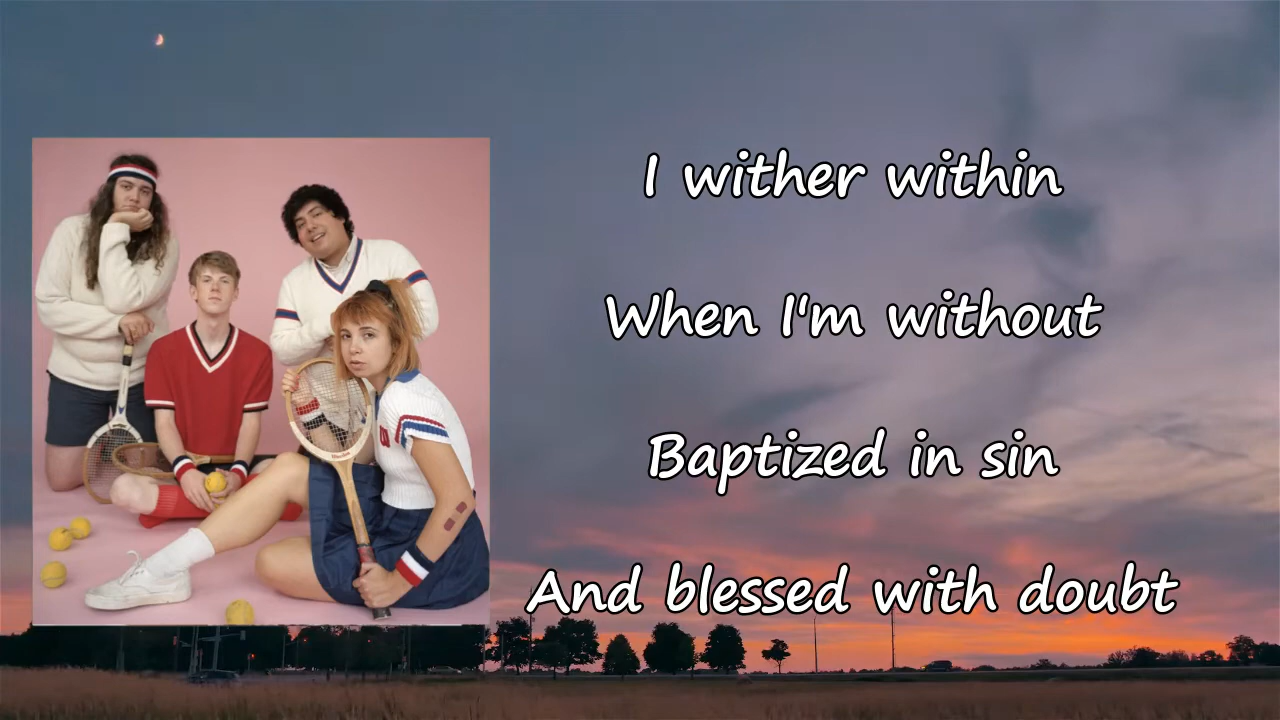 I wither within
When I'm without
Baptized in sin
And blessed with doubt